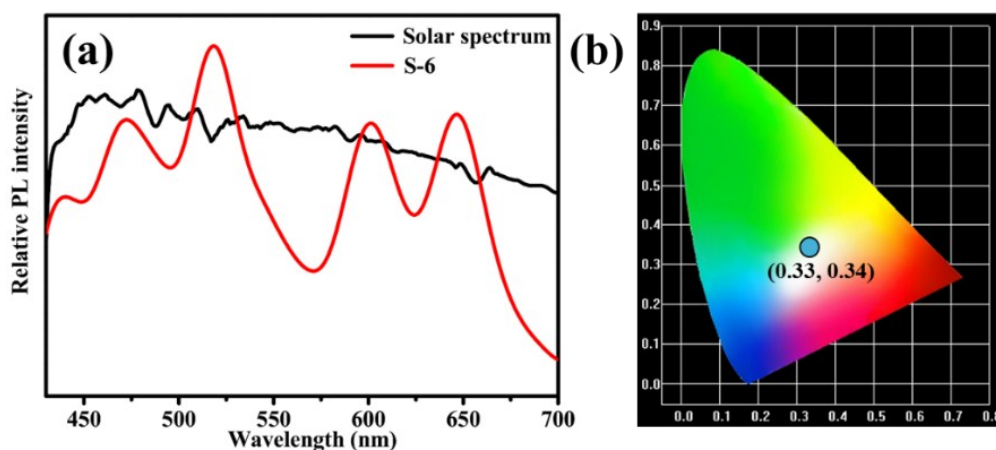 (a)
Solar spectrum
S-6
Relative PL intensity
450 500 550 600 650 700
Wavelength (nm)
(b)
0.9
0.8
0.7
0.6
0.5
0.4
0.3
0.2
0.1
0.0
(0.33, 0.34)
0.0 0.1 0.2 0.3 0.4 0.5 0.6 0.7 0.8